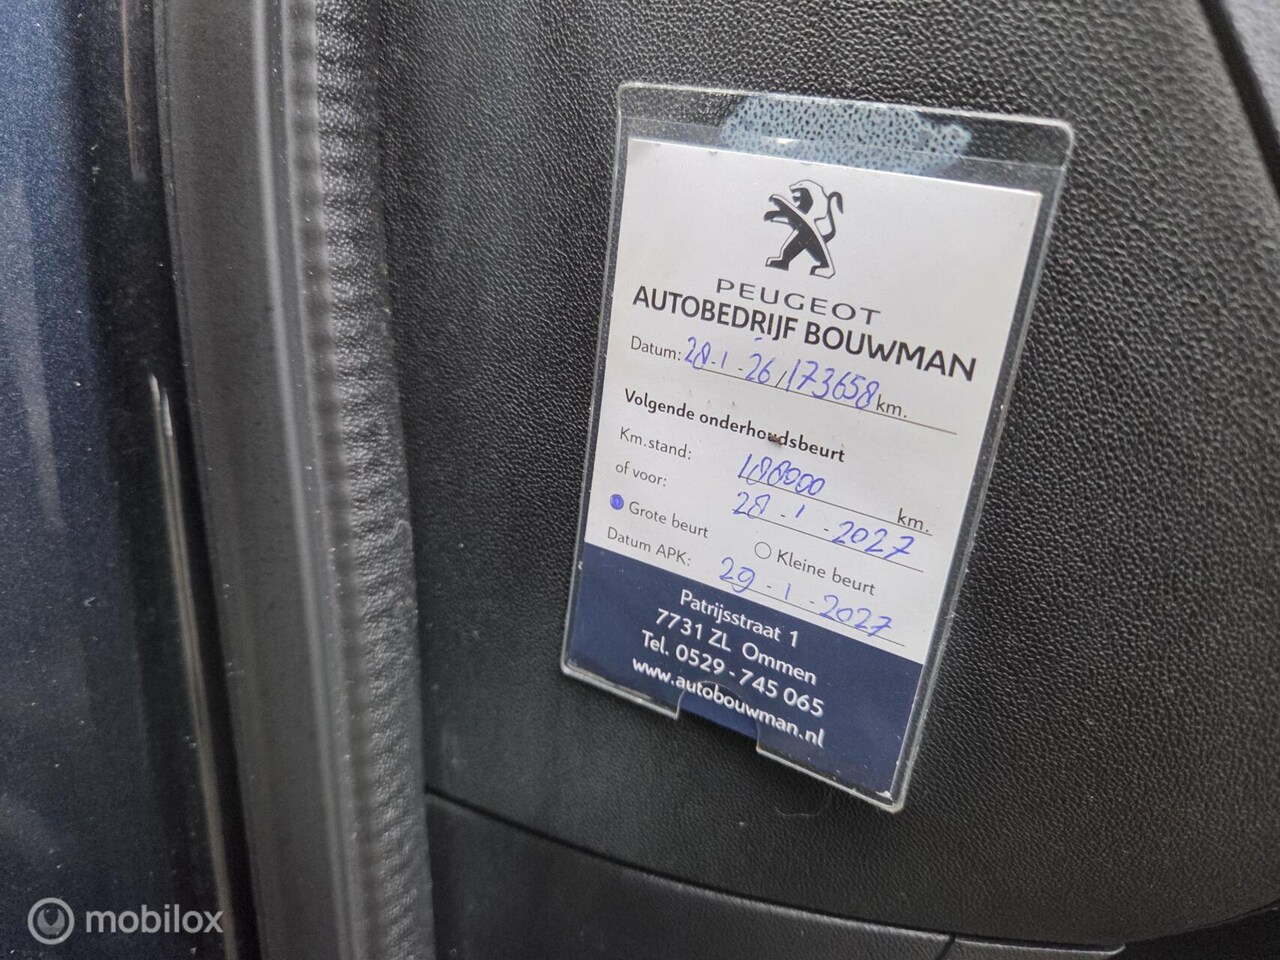 PEUGEOT
AUTOBEDRIJF BOUWMAN
Datum: 28-1-26/173658 km.
Volgende onderhoudsbeurt
Km.stand: 188000 km.
of voor: 28-1-2027
Grote beurt Kleine beurt
Datum APK: 29-1-2027
Patrijsstraat 1
7731 ZL Ommen
Tel. 0529-745 065
www.autobouwman.nl
mobilox